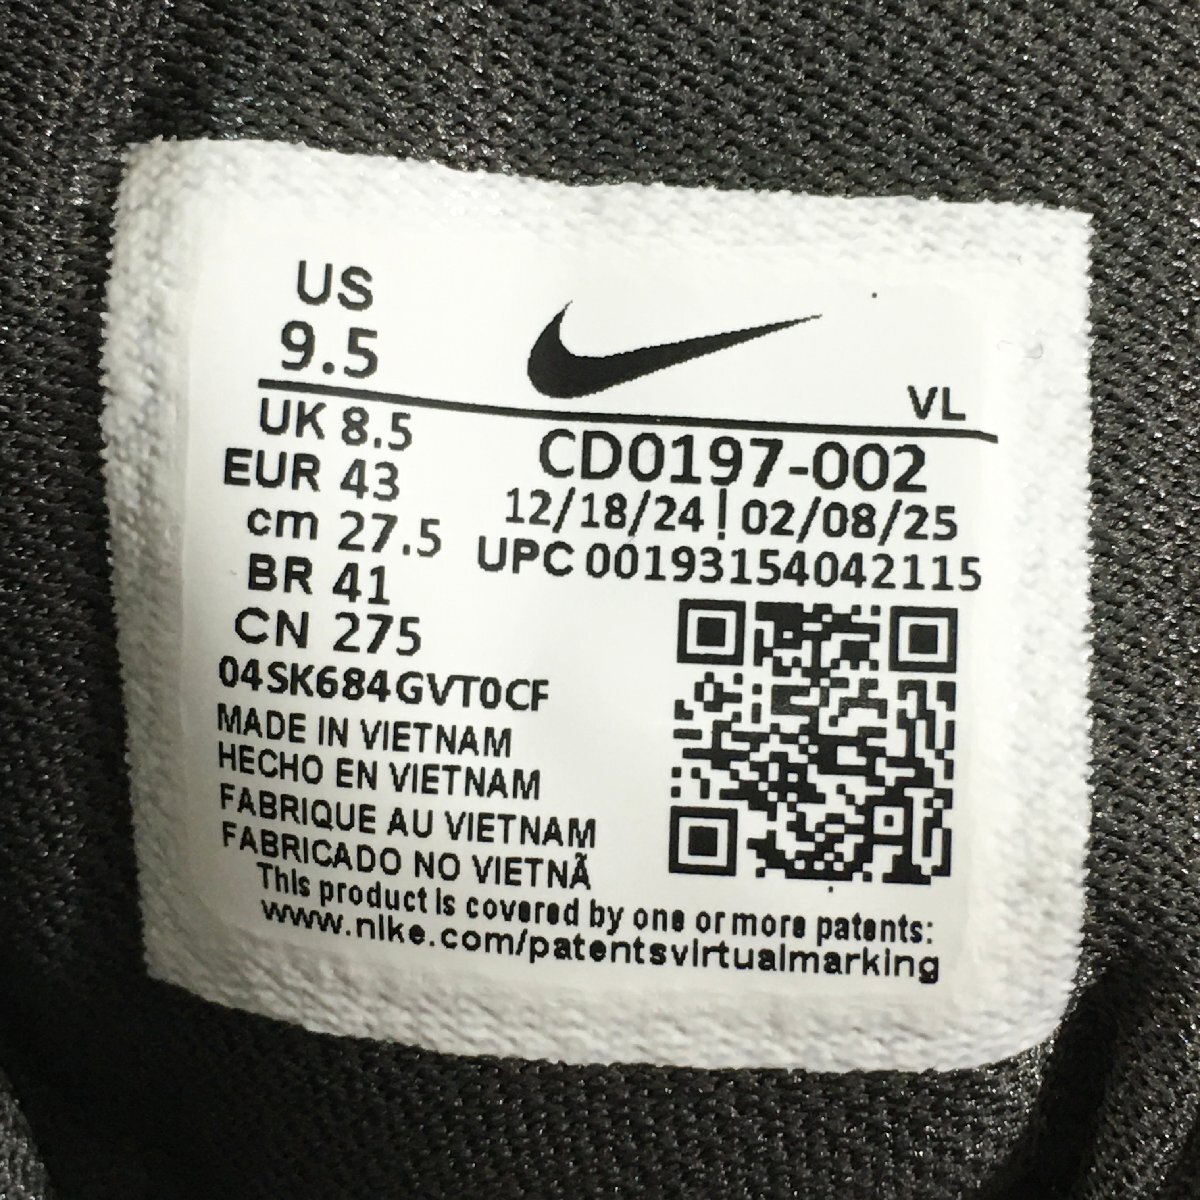 US
9.5
VL
UK 8.5
EUR 43
cm 27.5
BR 41
CN 275
CD0197-002
12/18/24 | 02/08/25
UPC 00193154042115
04SK684GVT0CF
MADE IN VIETNAM
HECHO EN VIETNAM
FABRIQUE AU VIETNAM
FABRICADO NO VIETNÃ
This product is covered by one or more patents:
www.nike.com/patentsvirtualmarking